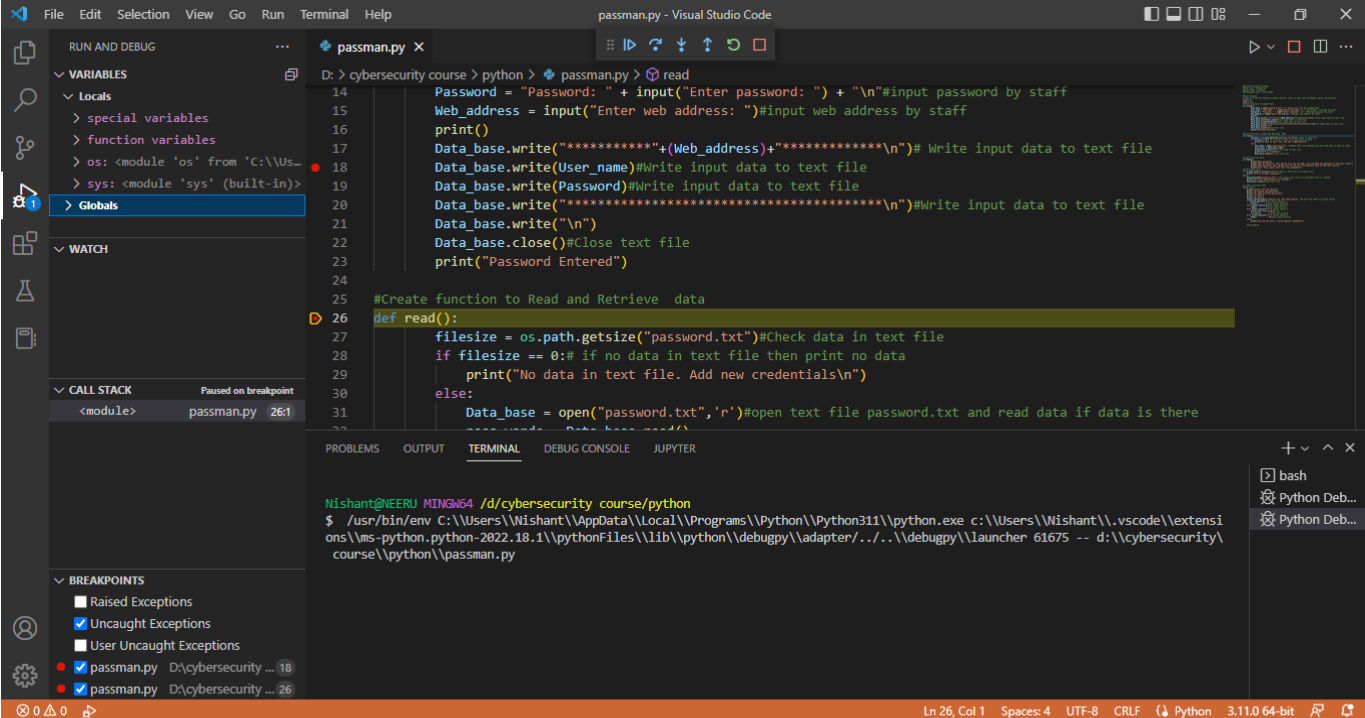 File Edit Selection View Go Run Terminal Help passman.py - Visual Studio Code
RUN AND DEBUG ···
VARIABLES
Locals
special variables
function variables
os: <module 'os' from 'C:\\Us...
sys: <module 'sys' (built-in)>
Globals
WATCH
CALL STACK Paused on breakpoint
<module> passman.py 26:1
BREAKPOINTS
Raised Exceptions
Uncaught Exceptions
User Uncaught Exceptions
passman.py D:\cybersecurity ... 18
passman.py D:\cybersecurity ... 26
1
passman.py
D: > cybersecurity course > python > passman.py > read
14 Password = "Password: " + input("Enter password: ") + "\n"#input password by staff
15 Web_address = input("Enter web address: ")#input web address by staff
16 print()
17 Data_base.write("***********"+(Web_address)+"*************\n")# Write input data to text file
18 Data_base.write(User_name)#Write input data to text file
19 Data_base.write(Password)#Write input data to text file
20 Data_base.write("*****************************************\n")#Write input data to text file
21 Data_base.write("\n")
22 Data_base.close()#Close text file
23 print("Password Entered")
24
25 #Create function to Read and Retrieve  data
26 def read():
27 filesize = os.path.getsize("password.txt")#Check data in text file
28 if filesize == 0:# if no data in text file then print no data
29 print("No data in text file. Add new credentials\n")
30 else:
31 Data_base = open("password.txt",'r')#open text file password.txt and read data if data is there
PROBLEMS OUTPUT TERMINAL DEBUG CONSOLE JUPYTER
Nishant@NEERU MINGW64 /d/cybersecurity course/python
$  /usr/bin/env C:\\Users\\Nishant\\AppData\\Local\\Programs\\Python\\Python311\\python.exe c:\\Users\\Nishant\\.vscode\\extensi
ons\\ms-python.python-2022.18.1\\pythonFiles\\lib\\python\\debugpy\\adapter/../..\\debugpy\\launcher 61675 -- d:\\cybersecurity\
 course\\python\\passman.py
bash
Python Deb...
Python Deb...
0 0 Ln 26, Col 1 Spaces: 4 UTF-8 CRLF Python 3.11.0 64-bit